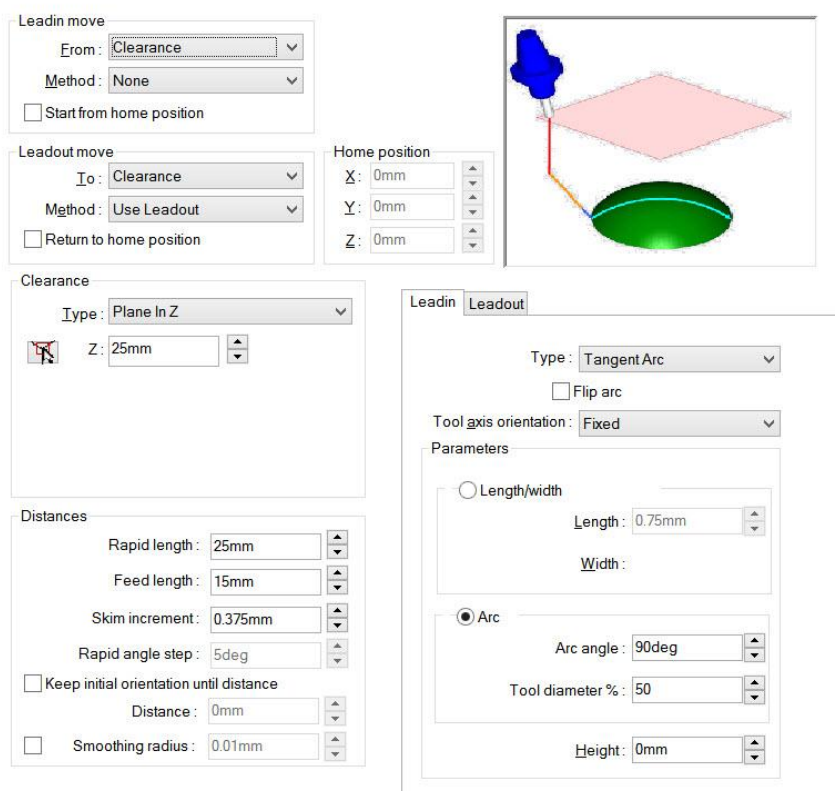 Leadin move
From : Clearance
Method : None
Start from home position
Leadout move
To : Clearance
Method : Use Leadout
Return to home position
Home position
X : 0mm
Y : 0mm
Z : 0mm
Clearance
Type : Plane In Z
Z : 25mm
Distances
Rapid length : 25mm
Feed length : 15mm
Skim increment : 0.375mm
Rapid angle step : 5deg
Keep initial orientation until distance
Distance : 0mm
Smoothing radius : 0.01mm
Leadin Leadout
Type : Tangent Arc
Flip arc
Tool axis orientation : Fixed
Parameters
Length/width
Length : 0.75mm
Width :
Arc
Arc angle : 90deg
Tool diameter % : 50
Height : 0mm